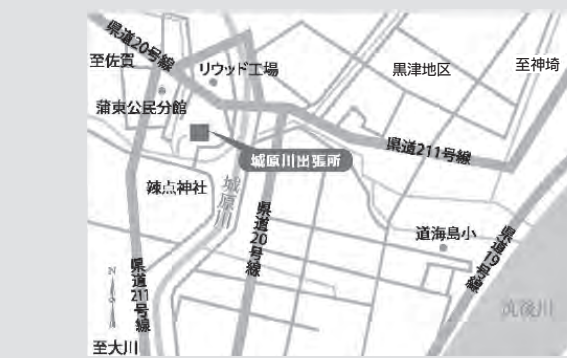 県道20号線
至佐賀
リウッド工場
黒津地区
至神埼
蒲東公民分館
城原川出張所
県道211号線
辣点神社
城原川
県道20号線
道海島小
県道19号線
県道211号線
N
筑後川
至大川